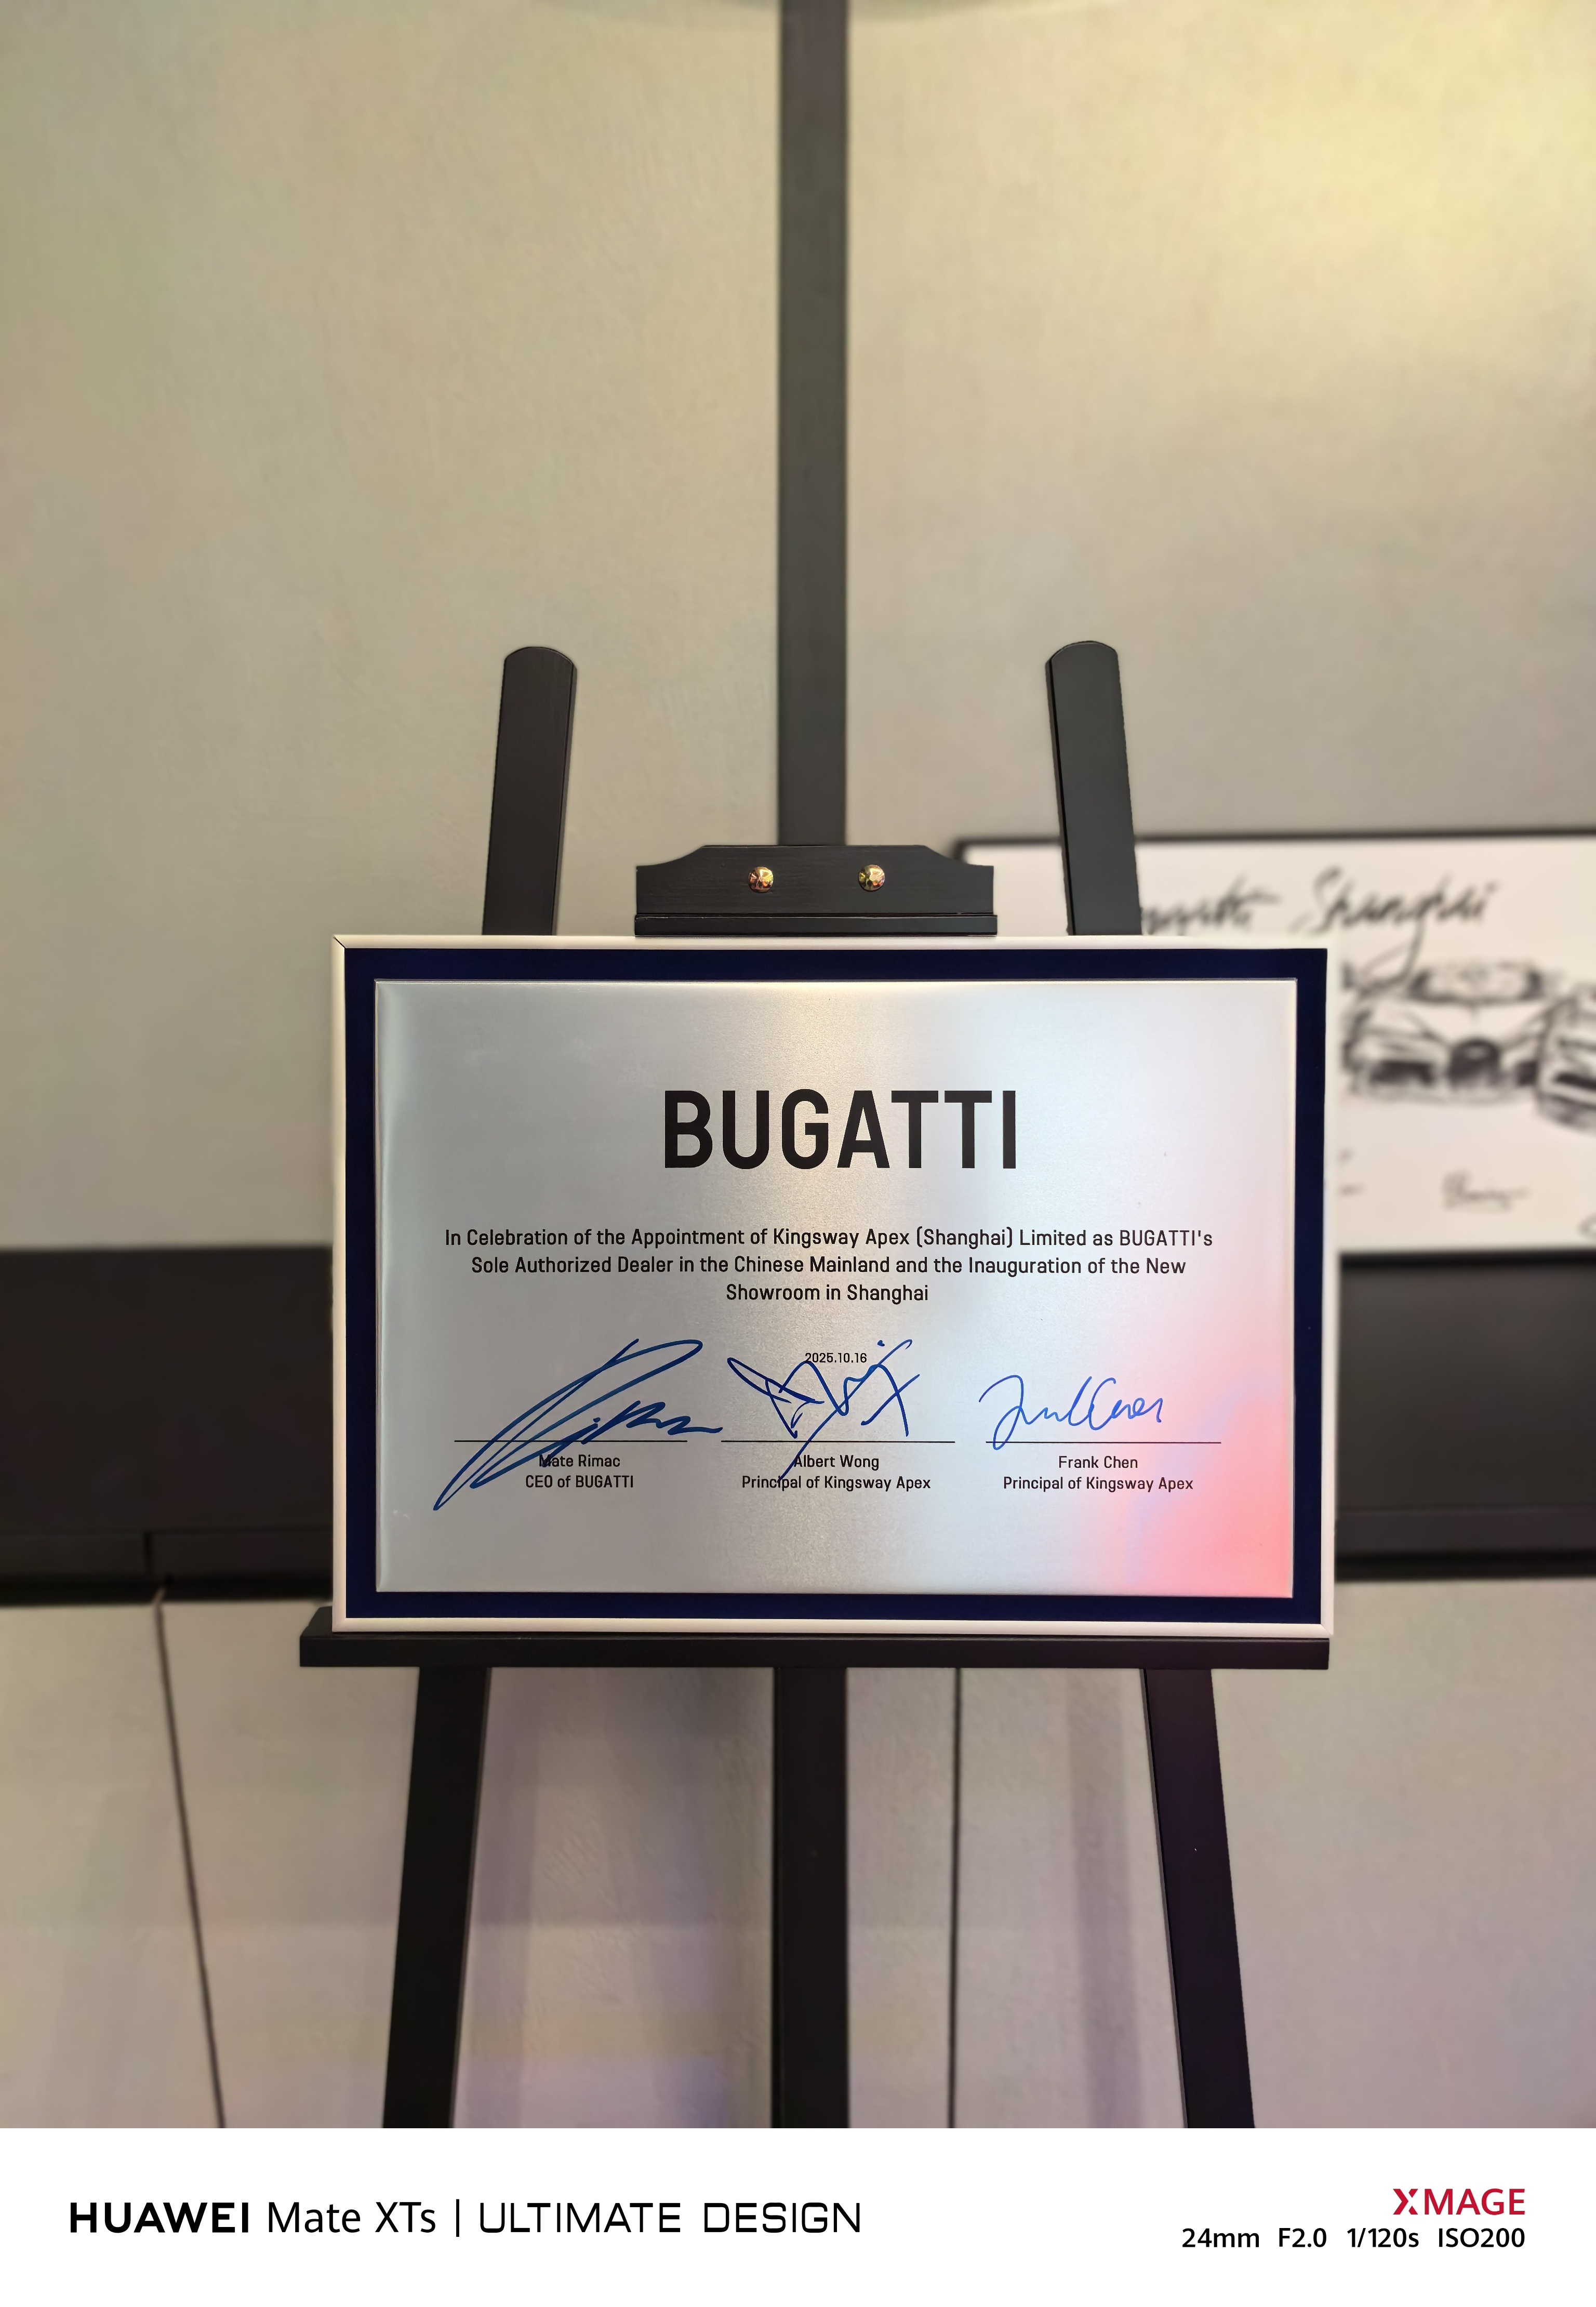 Shanghai
BUGATTI
In Celebration of the Appointment of Kingsway Apex (Shanghai) Limited as BUGATTI's
Sole Authorized Dealer in the Chinese Mainland and the Inauguration of the New
Showroom in Shanghai
2025.10.16
Mate Rimac
CEO of BUGATTI
Albert Wong
Principal of Kingsway Apex
Frank Chen
Principal of Kingsway Apex
HUAWEI Mate XTs | ULTIMATE DESIGN
XMAGE
24mm F2.0 1/120s ISO200